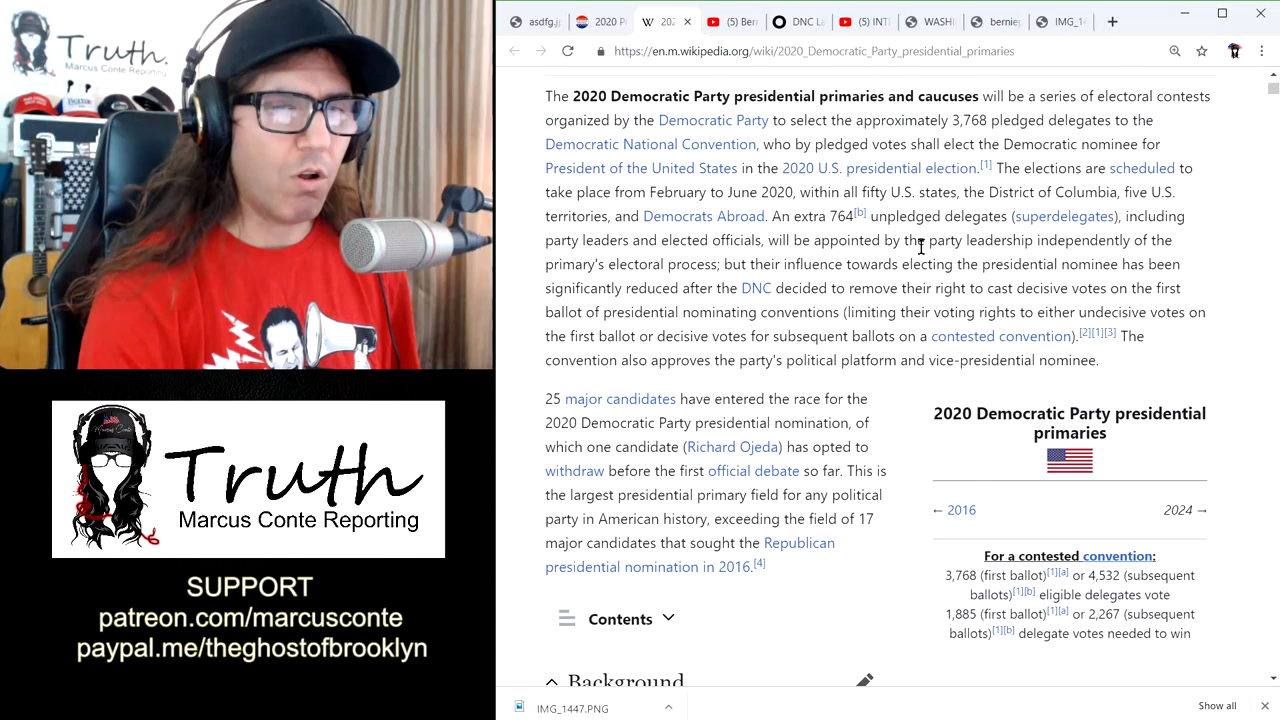 Truth.
Marcus Conte Reporting
Truth
Marcus Conte Reporting
SUPPORT
patreon.com/marcusconte
paypal.me/theghostofbrooklyn
asdfg.j
2020 P
202
(5) Ber
DNC La
(5) INT
WASHI
bernie
IMG_14
https://en.m.wikipedia.org/wiki/2020_Democratic_Party_presidential_primaries
The 2020 Democratic Party presidential primaries and caucuses will be a series of electoral contests
organized by the Democratic Party to select the approximately 3,768 pledged delegates to the
Democratic National Convention, who by pledged votes shall elect the Democratic nominee for
President of the United States in the 2020 U.S. presidential election.[1] The elections are scheduled to
take place from February to June 2020, within all fifty U.S. states, the District of Columbia, five U.S.
territories, and Democrats Abroad. An extra 764[b] unpledged delegates (superdelegates), including
party leaders and elected officials, will be appointed by the party leadership independently of the
primary's electoral process; but their influence towards electing the presidential nominee has been
significantly reduced after the DNC decided to remove their right to cast decisive votes on the first
ballot of presidential nominating conventions (limiting their voting rights to either undecisive votes on
the first ballot or decisive votes for subsequent ballots on a contested convention).[2][1][3] The
convention also approves the party's political platform and vice-presidential nominee.
25 major candidates have entered the race for the
2020 Democratic Party presidential nomination, of
which one candidate (Richard Ojeda) has opted to
withdraw before the first official debate so far. This is
the largest presidential primary field for any political
party in American history, exceeding the field of 17
major candidates that sought the Republican
presidential nomination in 2016.[4]
2020 Democratic Party presidential
primaries
← 2016
2024 →
For a contested convention:
3,768 (first ballot)[1][a] or 4,532 (subsequent
ballots)[1][b] eligible delegates vote
1,885 (first ballot)[1][a] or 2,267 (subsequent
ballots)[1][b] delegate votes needed to win
Contents
Background
IMG_1447.PNG
Show all